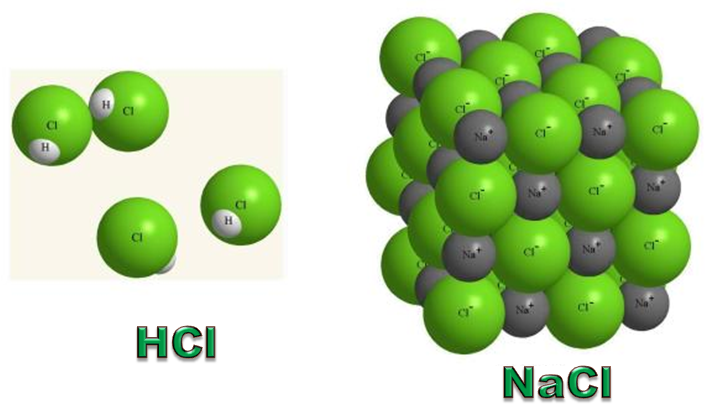 H Cl
Cl
H
Cl
H
Cl
HCl
Cl⁻ Cl⁻
Cl⁻ Cl⁻ Cl⁻
Cl⁻
Na⁺ Cl⁻ Na⁺ Cl⁻
Cl⁻ Na⁺ Cl⁻ Na⁺
Na⁺ Cl⁻ Na⁺ Cl⁻
Cl⁻ Na⁺ Cl⁻ Na⁺
NaCl